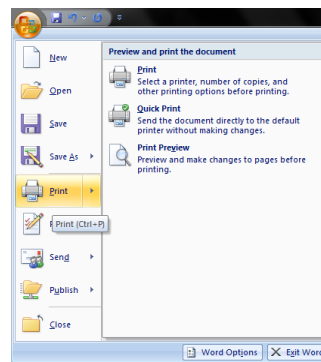 New
Open
Save
Save As
Print
Print (Ctrl+P)
Send
Publish
Close
Preview and print the document
Print
Select a printer, number of copies, and
other printing options before printing.
Quick Print
Send the document directly to the default
printer without making changes.
Print Preview
Preview and make changes to pages before
printing.
Word Options
Exit Word